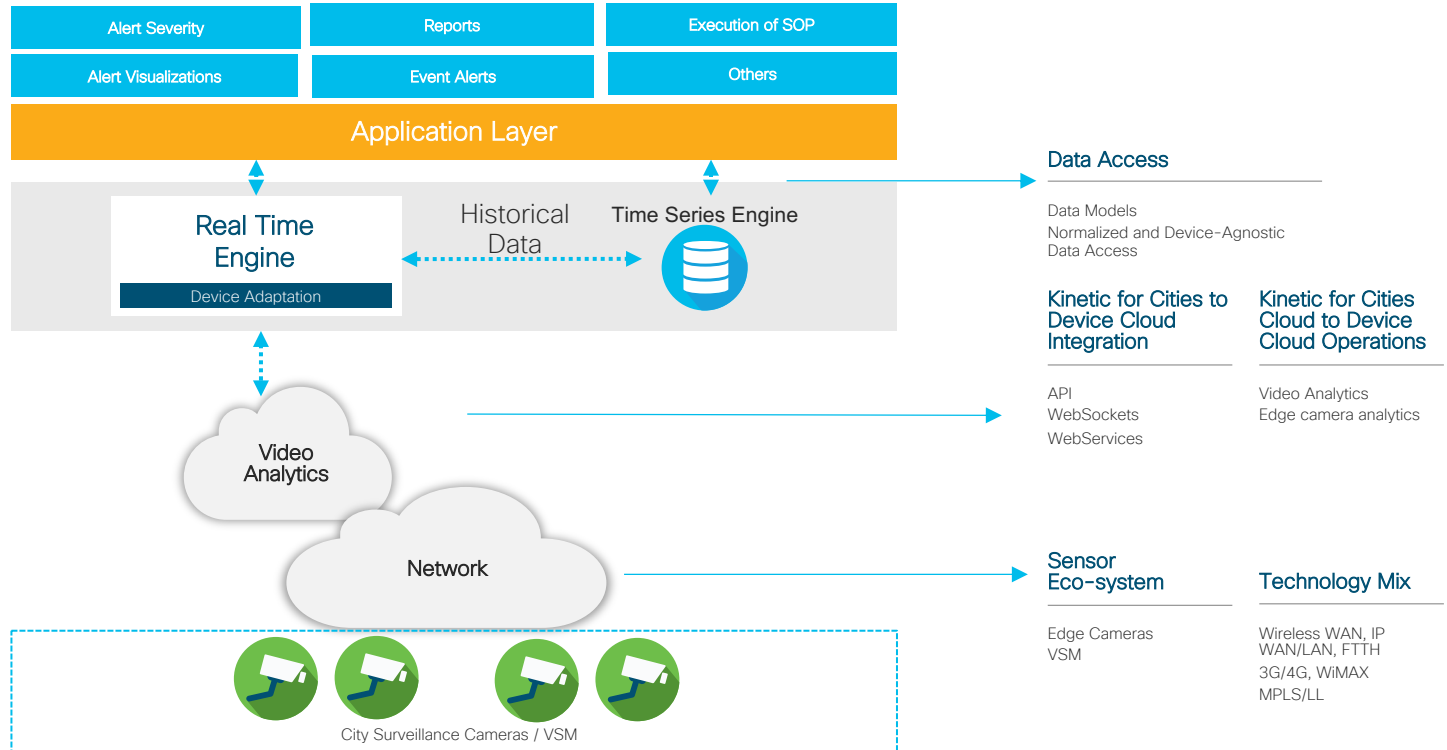 Alert Severity
Reports
Execution of SOP
Alert Visualizations
Event Alerts
Others
Application Layer
Real Time
Engine
Device Adaptation
Historical
Data
Time Series Engine
Video
Analytics
Network
City Surveillance Cameras / VSM
Data Access
Data Models
Normalized and Device-Agnostic
Data Access
Kinetic for Cities to
Device Cloud
Integration
API
WebSockets
WebServices
Kinetic for Cities
Cloud to Device
Cloud Operations
Video Analytics
Edge camera analytics
Sensor
Eco-system
Edge Cameras
VSM
Technology Mix
Wireless WAN, IP
WAN/LAN, FTTH
3G/4G, WiMAX
MPLS/LL